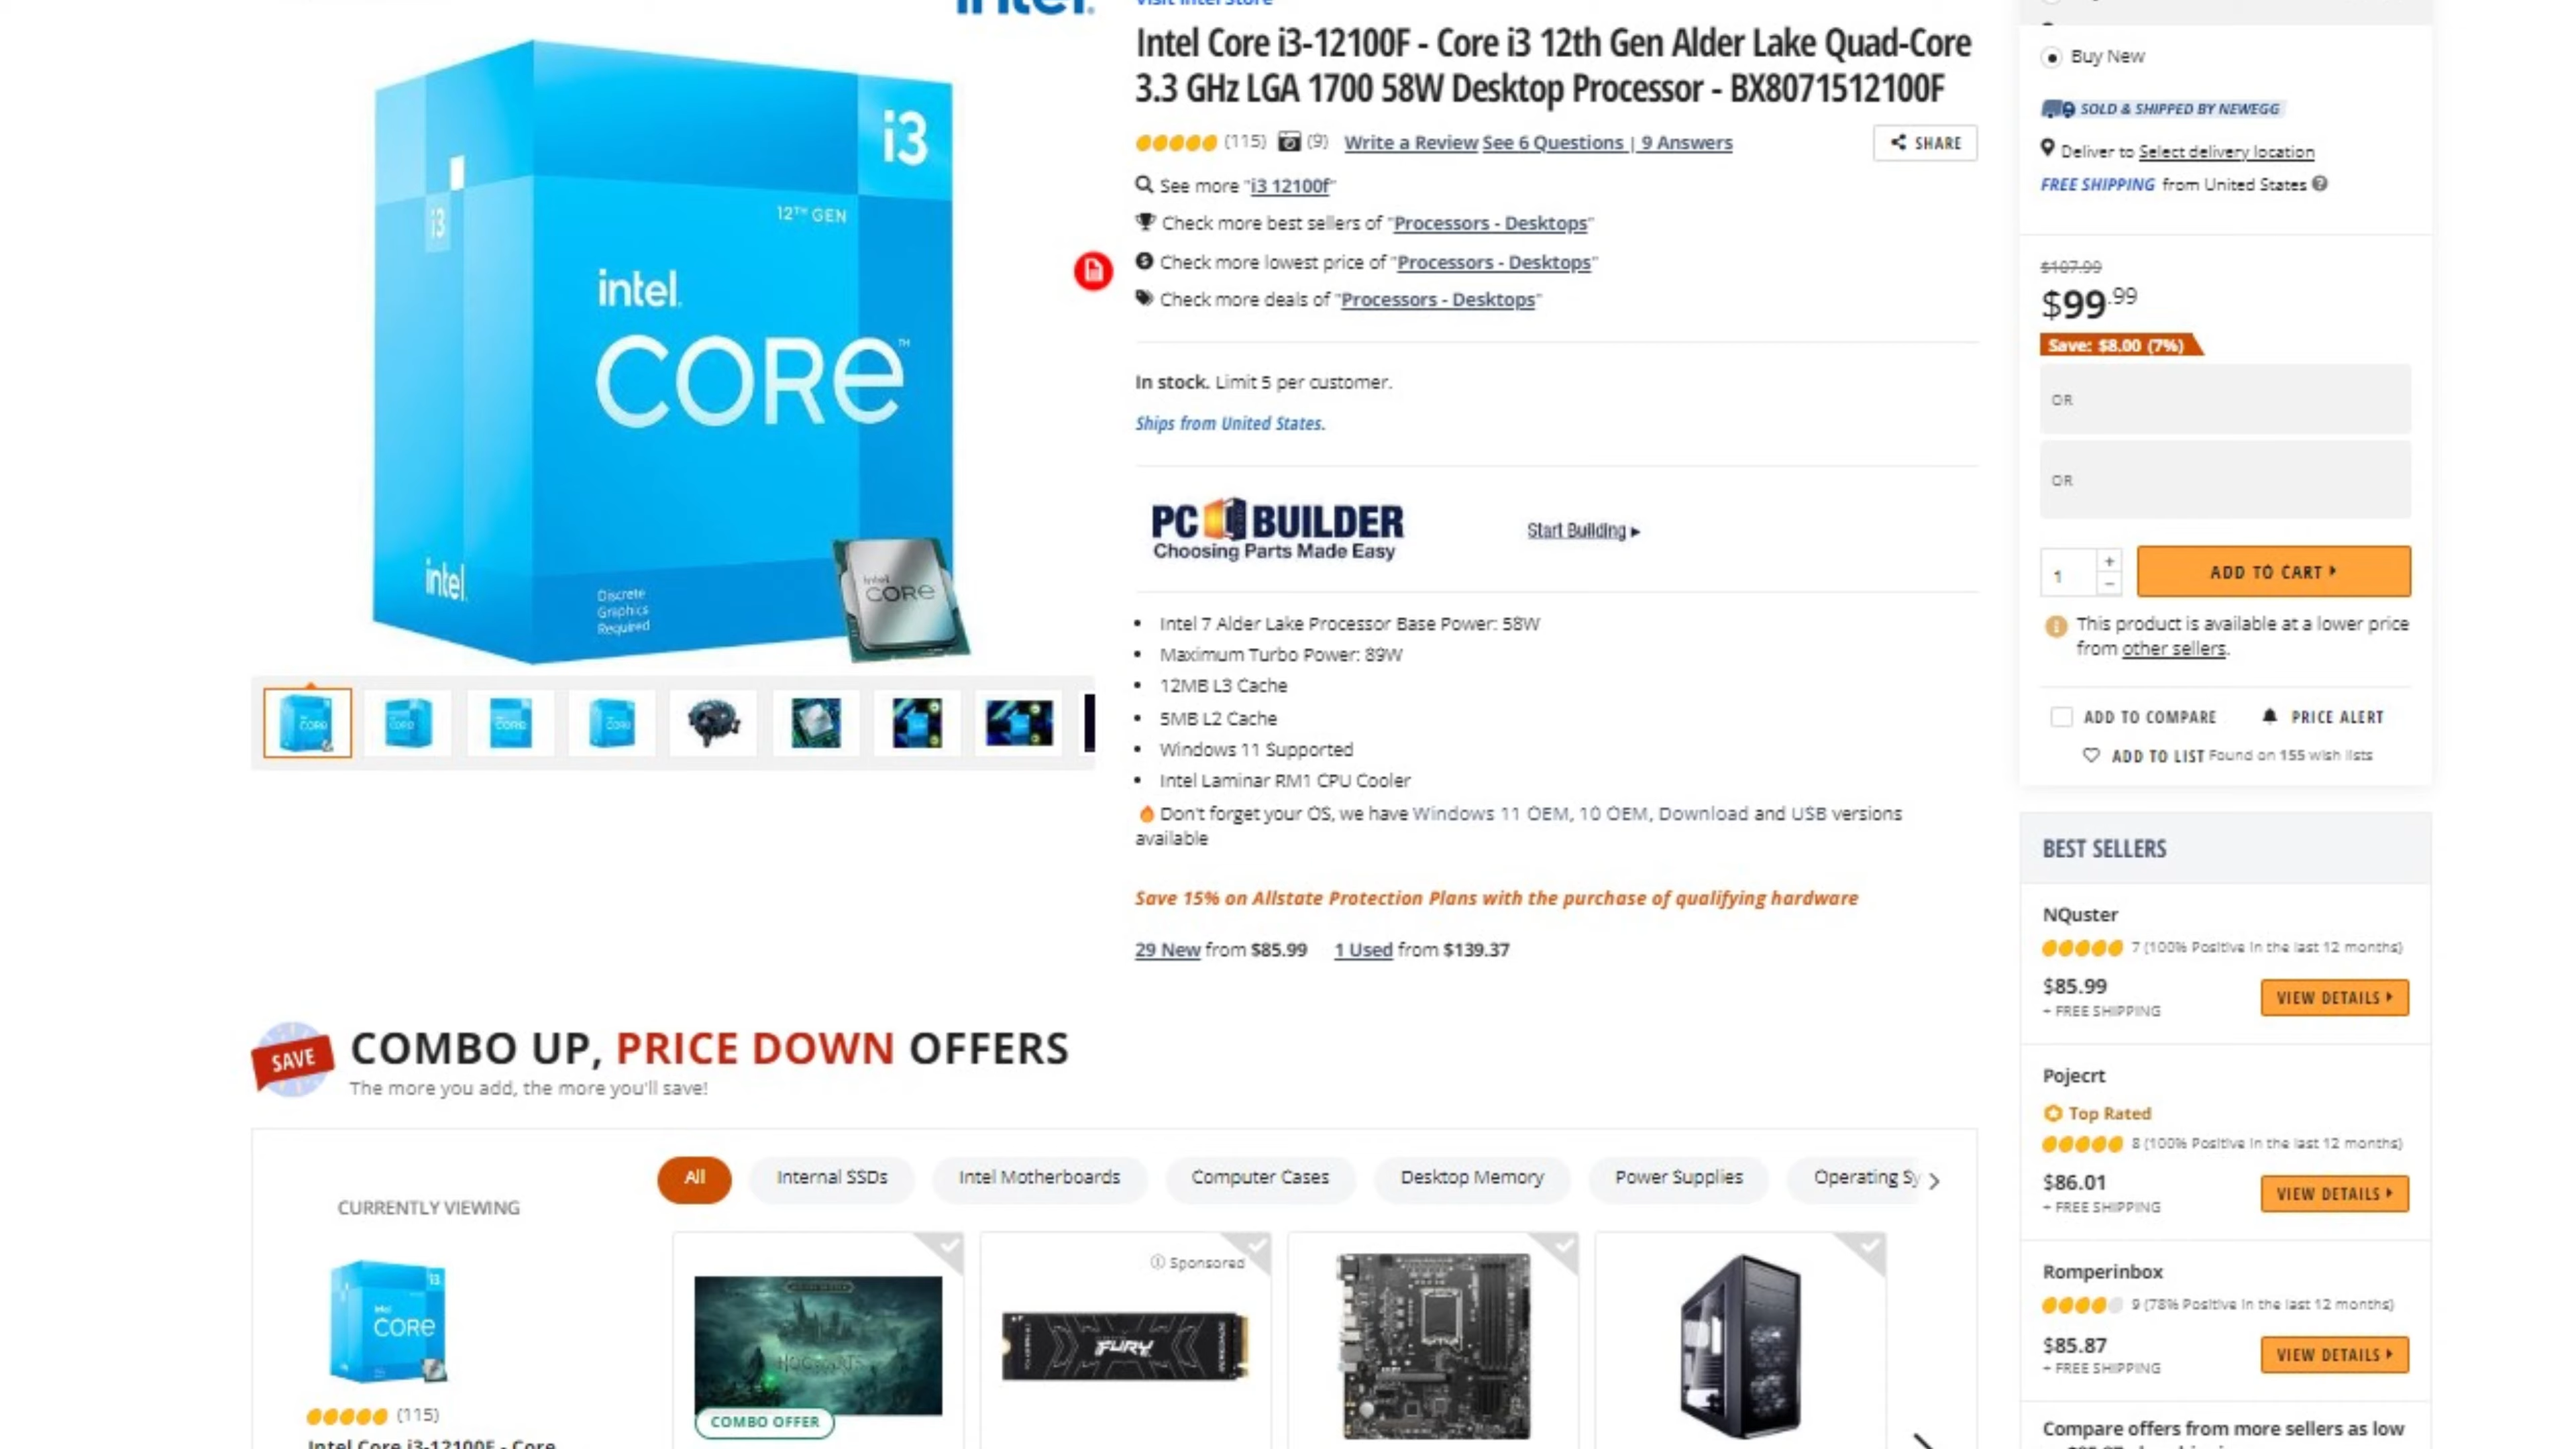 Intel Core i3-12100F - Core i3 12th Gen Alder Lake Quad-Core
3.3 GHz LGA 1700 58W Desktop Processor - BX8071512100F
(115) (9) Write a Review See 6 Questions | 9 Answers
SHARE
See more "i3 12100f"
Check more best sellers of "Processors - Desktops"
Check more lowest price of "Processors - Desktops"
Check more deals of "Processors - Desktops"
In stock. Limit 5 per customer.
Ships from United States.
PC BUILDER
Choosing Parts Made Easy
Start Building
Intel 7 Alder Lake Processor Base Power: 58W
Maximum Turbo Power: 89W
12MB L3 Cache
5MB L2 Cache
Windows 11 Supported
Intel Laminar RM1 CPU Cooler
Don't forget your OS, we have Windows 11 OEM, 10 OEM, Download and USB versions
available
Save 15% on Allstate Protection Plans with the purchase of qualifying hardware
29 New from $85.99 1 Used from $139.37
i3
12TH GEN
i3
intel.
CORE™
intel.
Discrete
Graphics
Required
intel
CORE
Buy New
SOLD & SHIPPED BY NEWEGG
Deliver to Select delivery location
FREE SHIPPING from United States
$107.99
$99.99
Save: $8.00 (7%)
OR
OR
1
+
−
ADD TO CART
This product is available at a lower price
from other sellers.
ADD TO COMPARE
PRICE ALERT
ADD TO LIST Found on 155 wish lists
BEST SELLERS
NQuster
7 (100% Positive in the last 12 months)
$85.99
+ FREE SHIPPING
VIEW DETAILS
Pojecrt
Top Rated
8 (100% Positive in the last 12 months)
$86.01
+ FREE SHIPPING
VIEW DETAILS
Romperinbox
9 (78% Positive in the last 12 months)
$85.87
+ FREE SHIPPING
VIEW DETAILS
Compare offers from more sellers as low
SAVE
COMBO UP, PRICE DOWN OFFERS
The more you add, the more you'll save!
All
Internal SSDs
Intel Motherboards
Computer Cases
Desktop Memory
Power Supplies
Operating Sy
CURRENTLY VIEWING
i3
intel
CORE
(115)
Intel Core i3-12100F - Core
HOGWARTS
COMBO OFFER
Sponsored
FURY